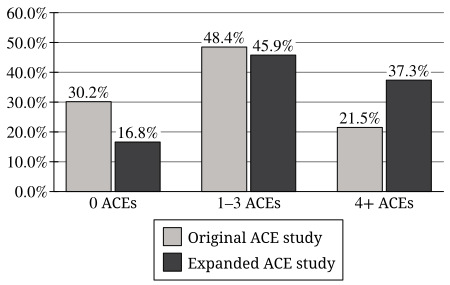 60.0%
50.0%
40.0%
30.0%
20.0%
10.0%
0.0%
30.2%
16.8%
48.4%
45.9%
21.5%
37.3%
0 ACEs
1–3 ACEs
4+ ACEs
Original ACE study
Expanded ACE study